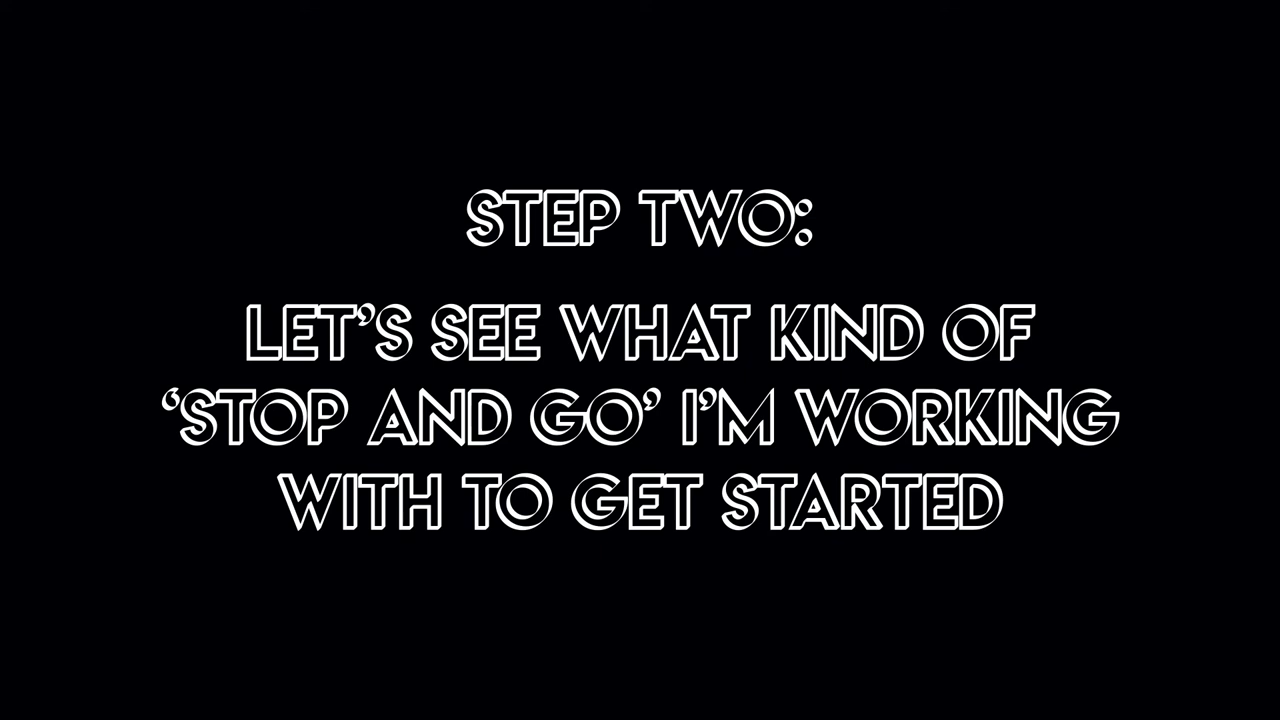 STEP TWO:
LET’S SEE WHAT KIND OF
‘STOP AND GO’ I’M WORKING
WITH TO GET STARTED